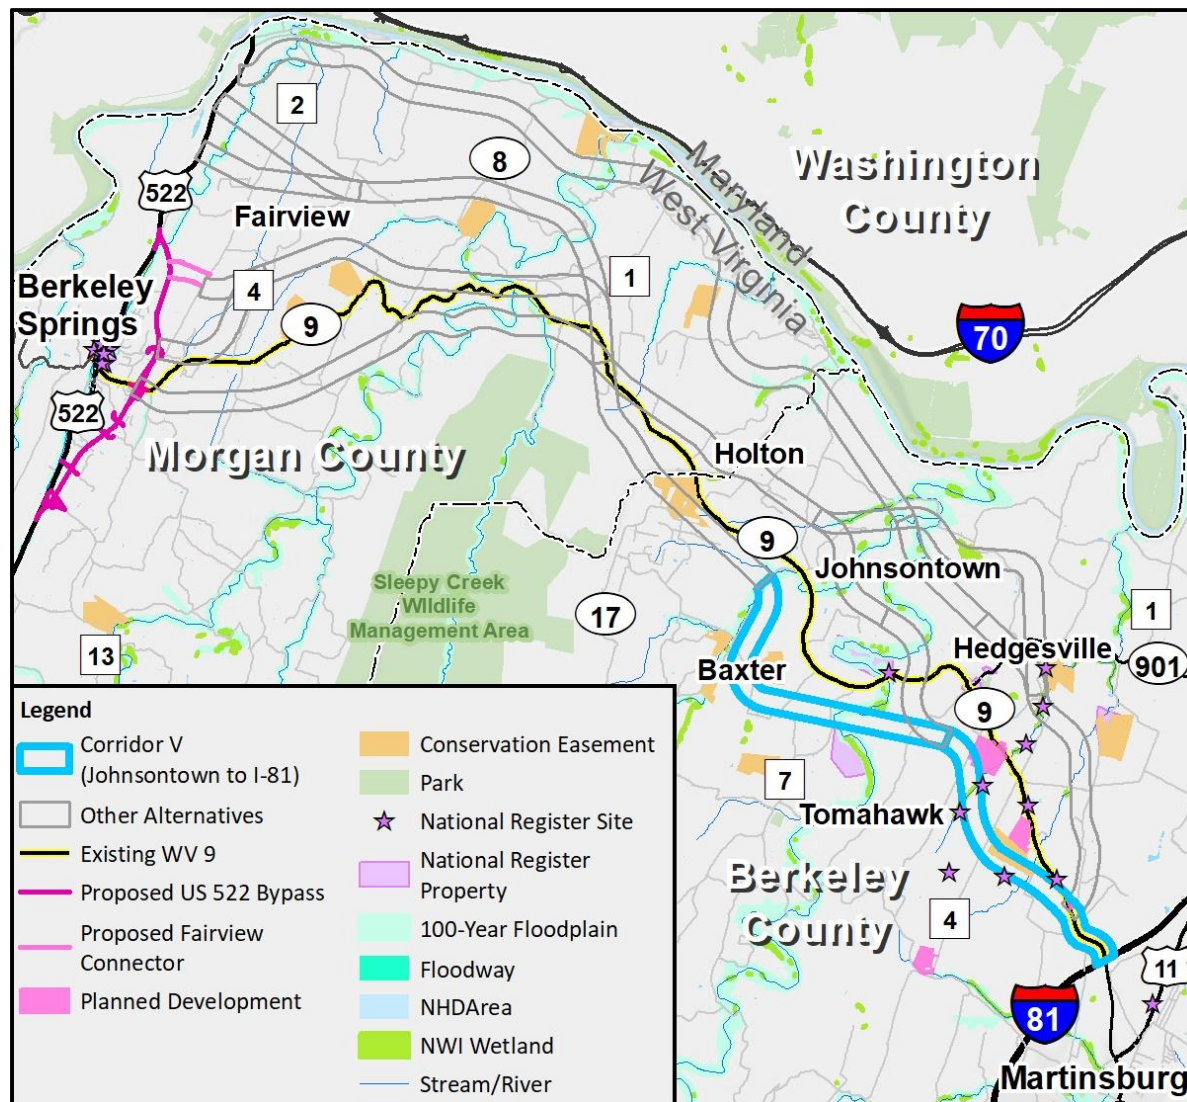 2
8
Maryland
West Virginia
Washington
County
522
Fairview
1
Berkeley
Springs
4
9
70
522
Morgan County
Holton
9
Johnsontown
Sleepy Creek
WIldlife
Management Area
17
1
13
Baxter
Hedgesville
901
9
7
Tomahawk
Berkeley
County
4
11
81
Martinsburg
Legend
Corridor V
(Johnsontown to I-81)
Other Alternatives
Existing WV 9
Proposed US 522 Bypass
Proposed Fairview
Connector
Planned Development
Conservation Easement
Park
National Register Site
National Register
Property
100-Year Floodplain
Floodway
NHDArea
NWI Wetland
Stream/River